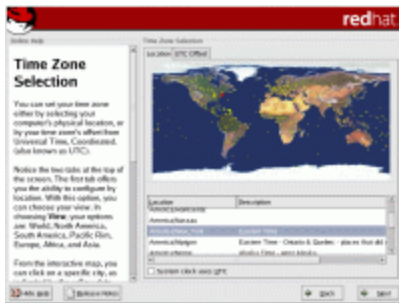 redhat.
Online Help
Time Zone Selection
Location
UTC Offset
Time Zone
Selection
You can set your time zone
either by selecting your
computer's physical location, or
by your time zone's offset from
Universal Time, Coordinated,
(also known as UTC).
Notice the two tabs at the top of
the screen. The first tab offers
you the ability to configure by
location. With this option, you
can choose your view. In
choosing View, your options
are: World, North America,
South America, Pacific Rim,
Europe, Africa, and Asia.
From the interactive map, you
can click on a specific city, as
Location
Description
America/Nassau
America/New_York
Eastern Time
America/Nipigon
Eastern Time - Ontario & Quebec - places that did
System clock uses UTC
Hide Help
Release Notes
Back
Next